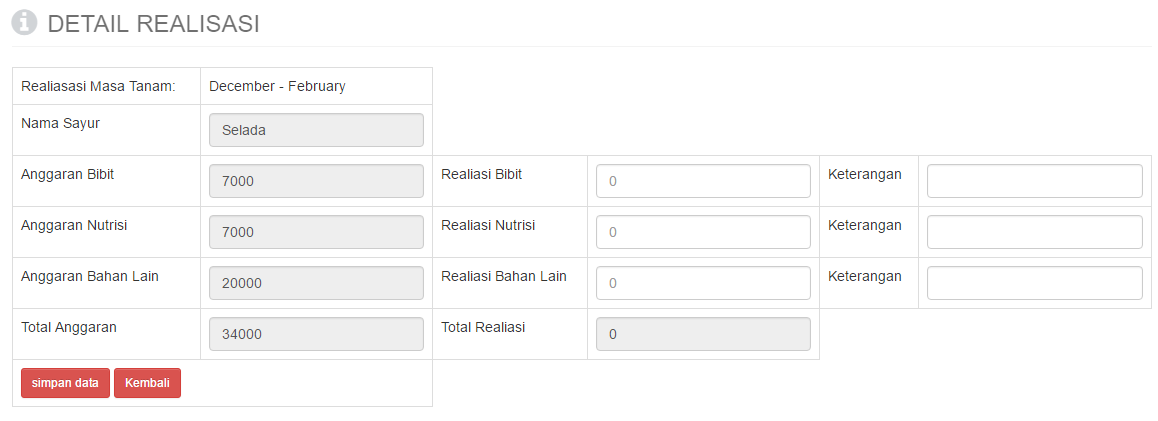 DETAIL REALISASI
Realiasasi Masa Tanam: December - February
Nama Sayur Selada
Anggaran Bibit 7000 Realiasi Bibit 0 Keterangan
Anggaran Nutrisi 7000 Realiasi Nutrisi 0 Keterangan
Anggaran Bahan Lain 20000 Realiasi Bahan Lain 0 Keterangan
Total Anggaran 34000 Total Realiasi 0
simpan data Kembali